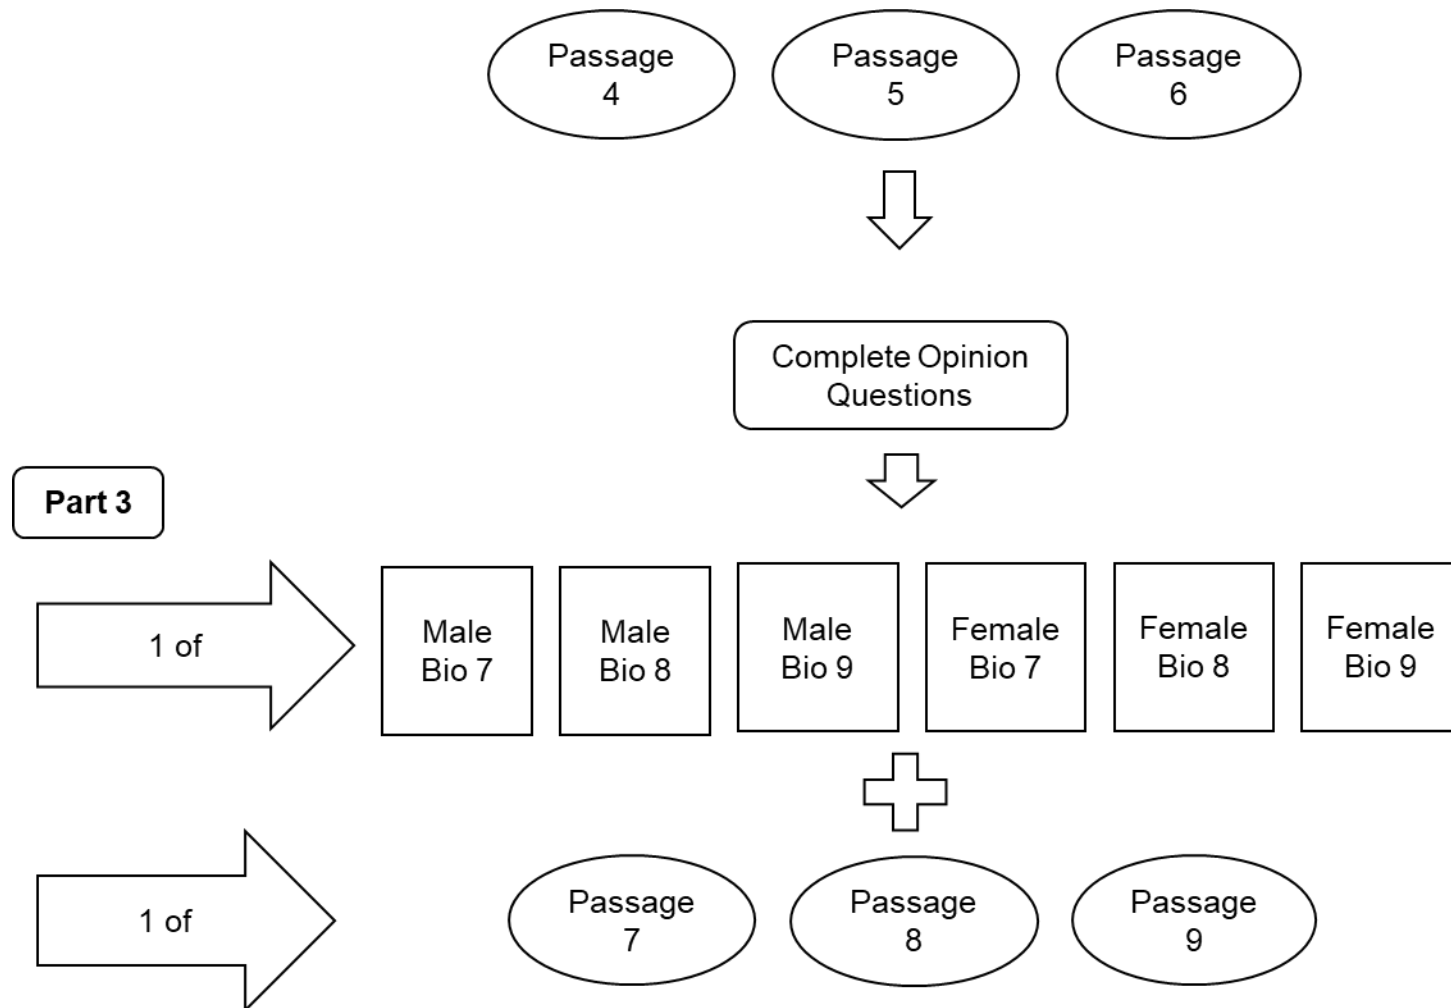 Passage
4
Passage
5
Passage
6
Complete Opinion
Questions
Part 3
1 of
Male
Bio 7
Male
Bio 8
Male
Bio 9
Female
Bio 7
Female
Bio 8
Female
Bio 9
1 of
Passage
7
Passage
8
Passage
9